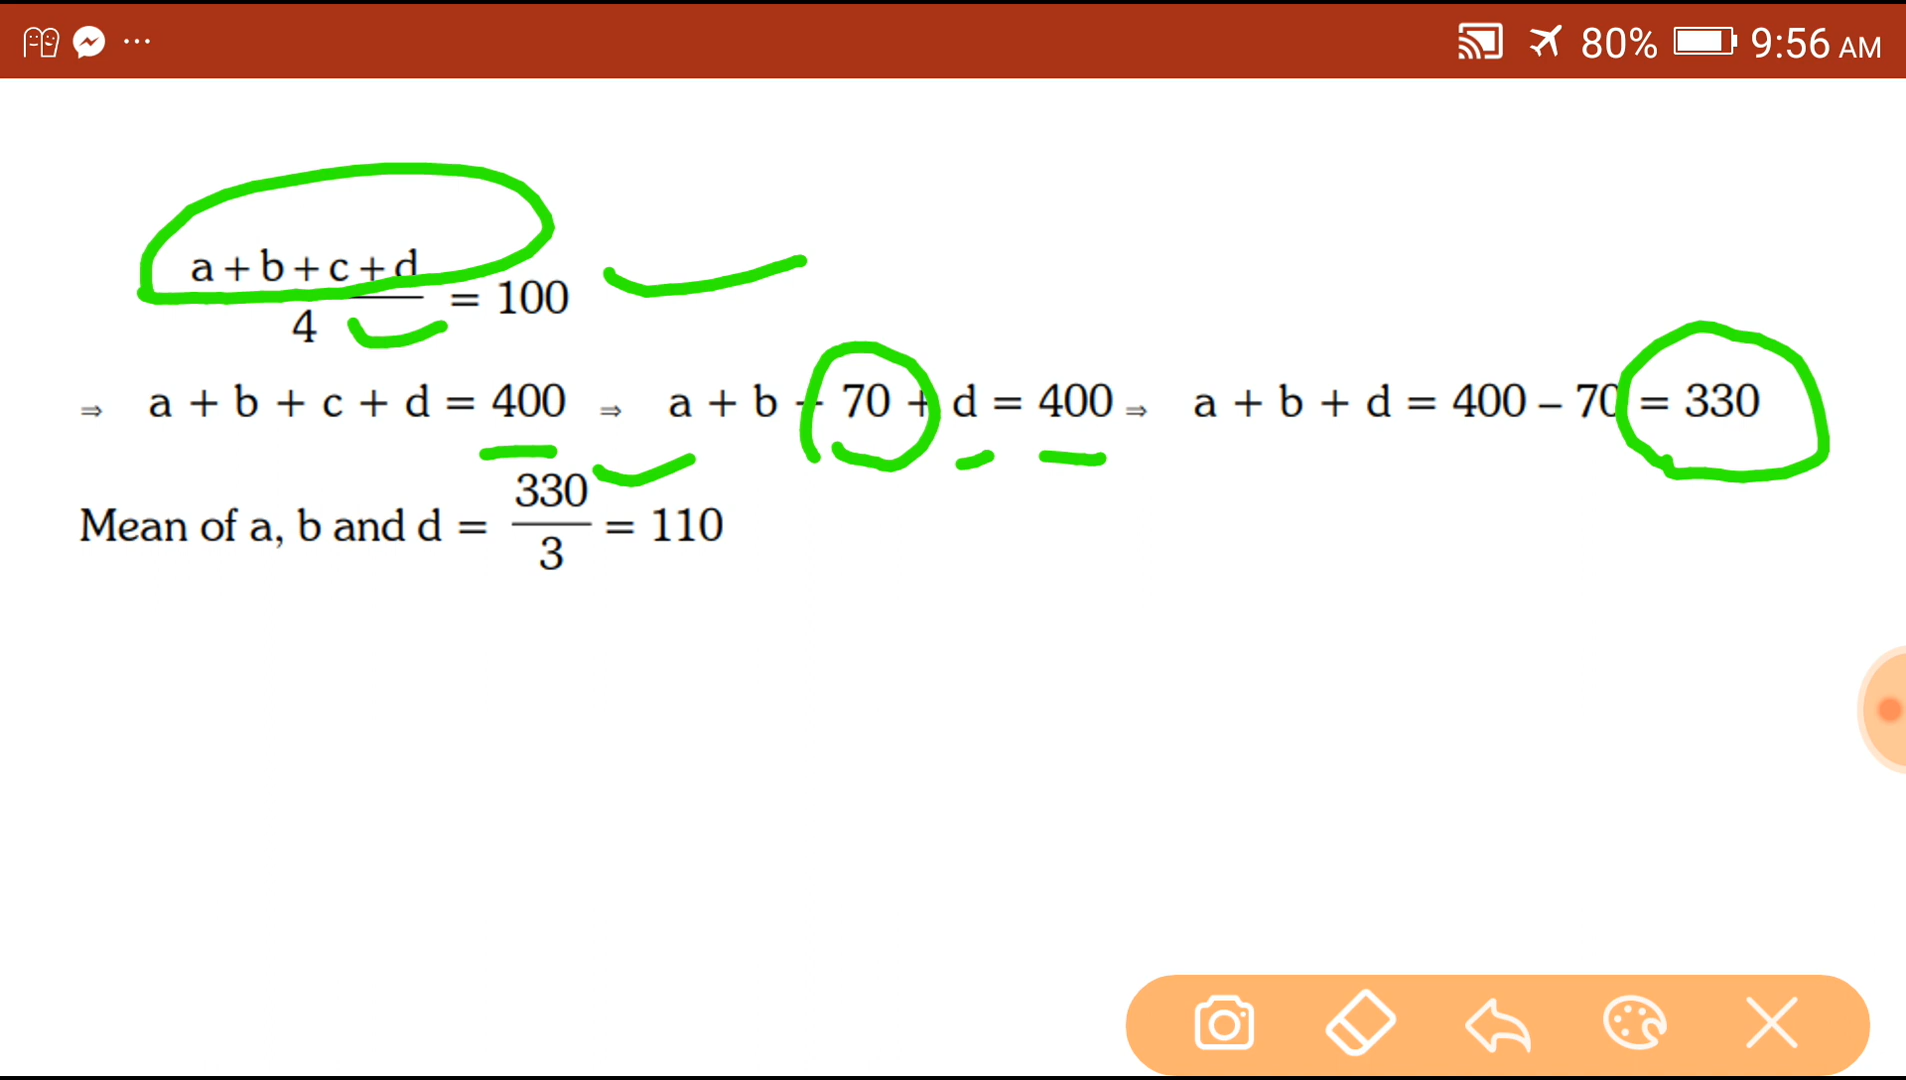 80% 9:56 AM
a + b + c + d
4
= 100
⇒ a + b + c + d = 400 ⇒ a + b + 70 + d = 400 ⇒ a + b + d = 400 – 70 = 330
Mean of a, b and d = 330/3 = 110